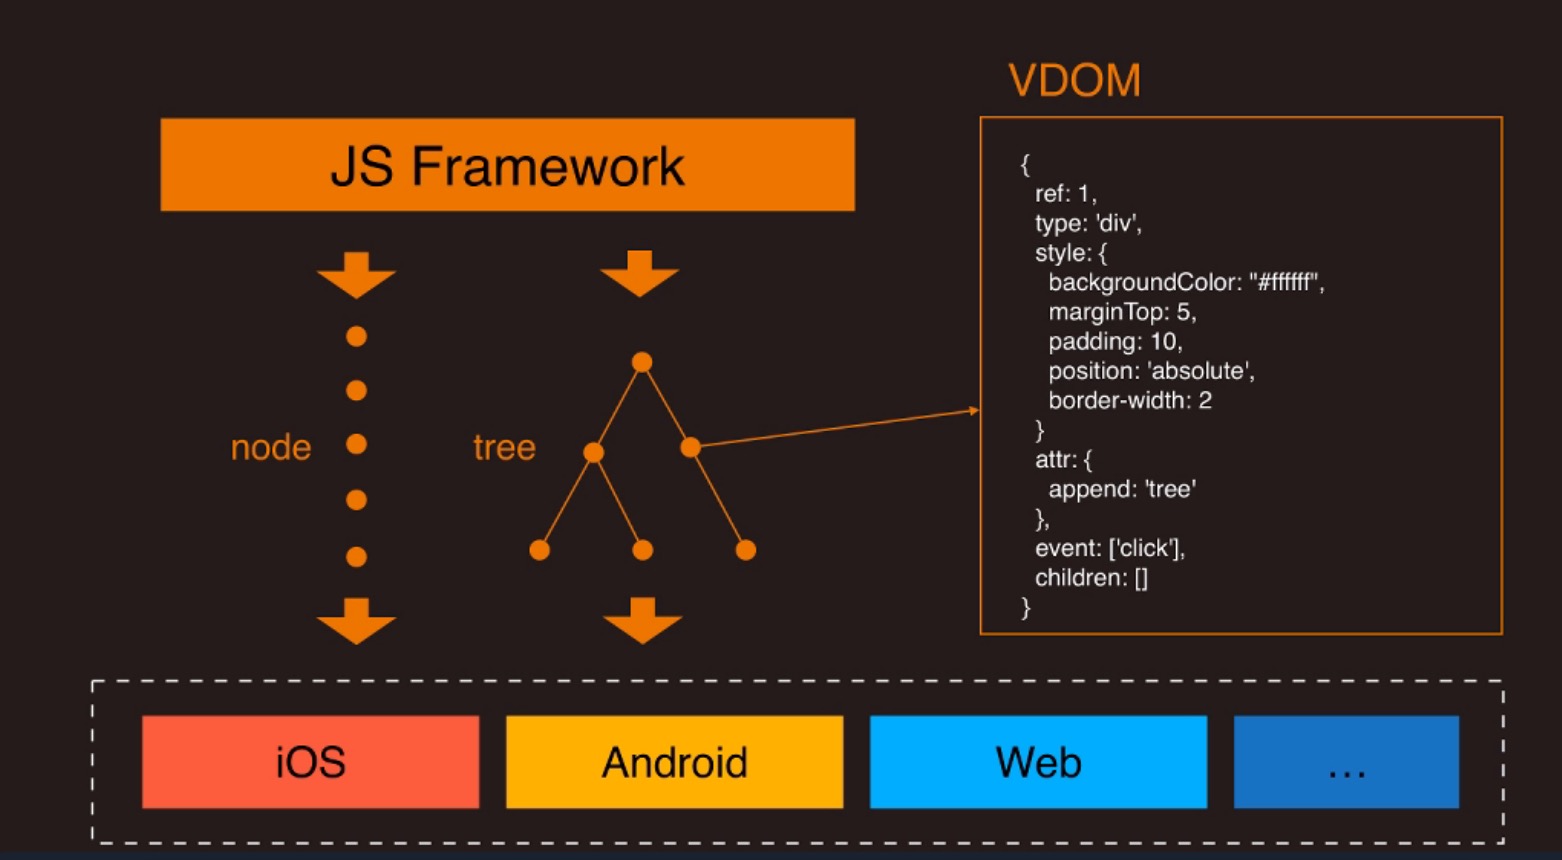 VDOM
JS Framework
{
ref: 1,
type: 'div',
style: {
backgroundColor: "#ffffff",
marginTop: 5,
padding: 10,
position: 'absolute',
border-width: 2
}
attr: {
append: 'tree'
},
event: ['click'],
children: []
}
node
tree
iOS
Android
Web
...